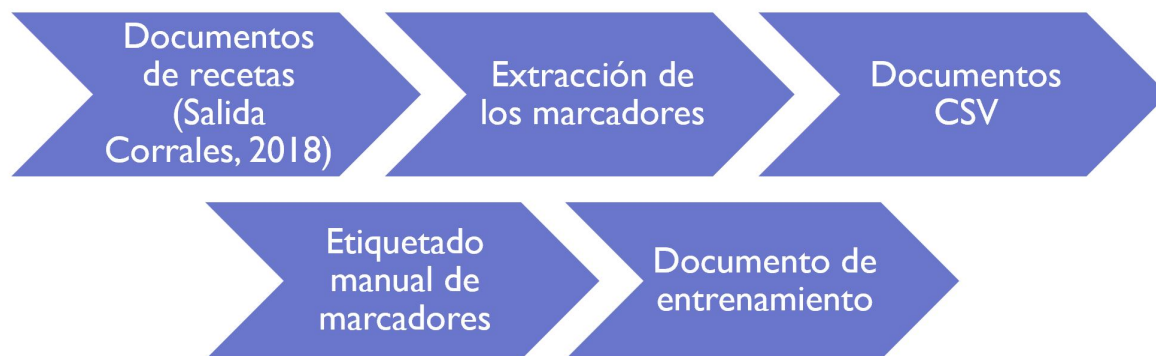 Documentos
de recetas
(Salida
Corrales, 2018)
Extracción de
los marcadores
Documentos
CSV
Etiquetado
manual de
marcadores
Documento de
entrenamiento